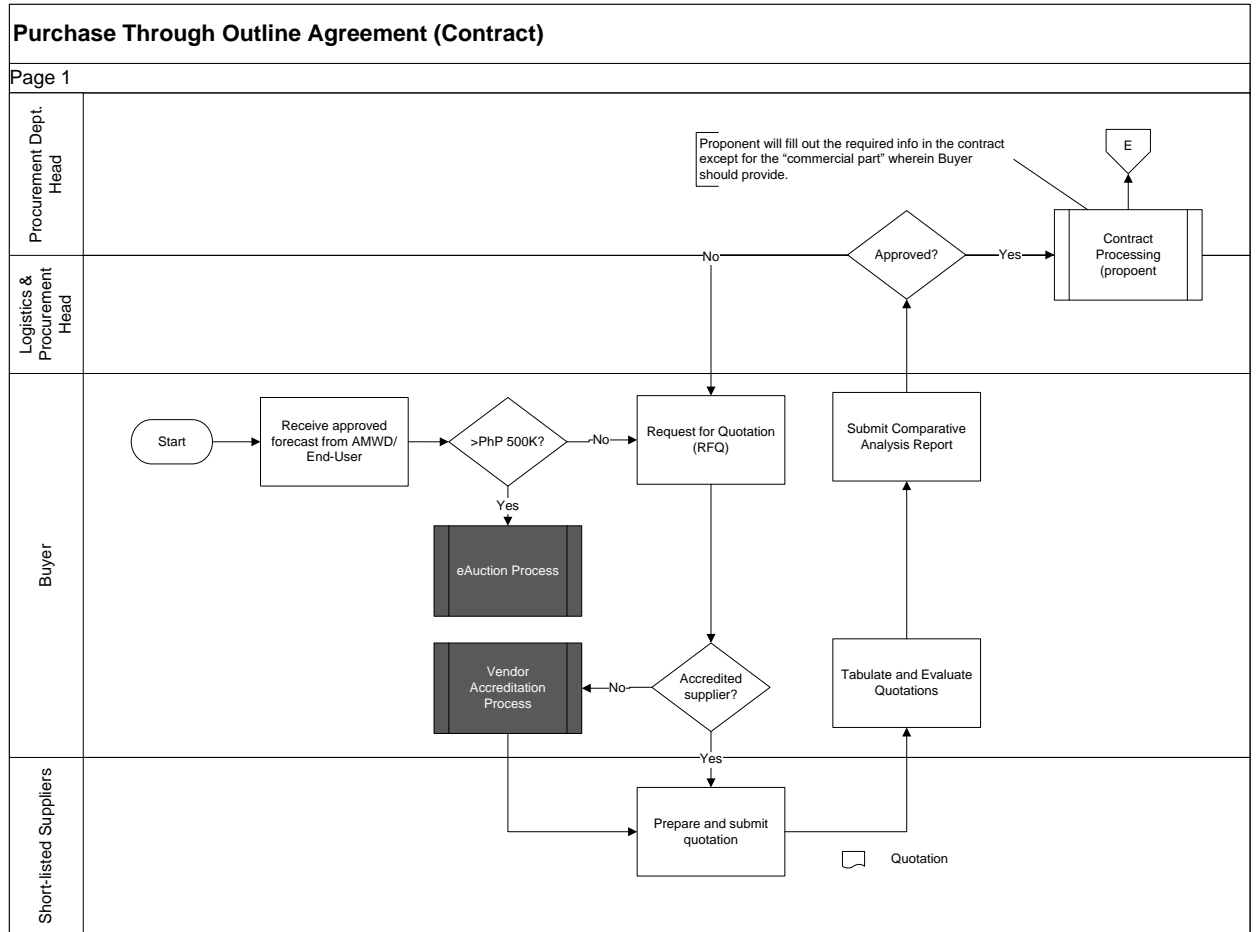 Purchase Through Outline Agreement (Contract)
Page 1
Procurement Dept.
Head
Proponent will fill out the required info in the contract
except for the “commercial part” wherein Buyer
should provide.
E
Approved?
No
Yes
Contract
Processing
(propoent
Logistics &
Procurement
Head
Buyer
Start
Receive approved
forecast from AMWD/
End-User
>PhP 500K?
No
Request for Quotation
(RFQ)
Submit Comparative
Analysis Report
Yes
eAuction Process
Vendor
Accreditation
Process
No
Accredited
supplier?
Tabulate and Evaluate
Quotations
Yes
Short-listed Suppliers
Prepare and submit
quotation
Quotation